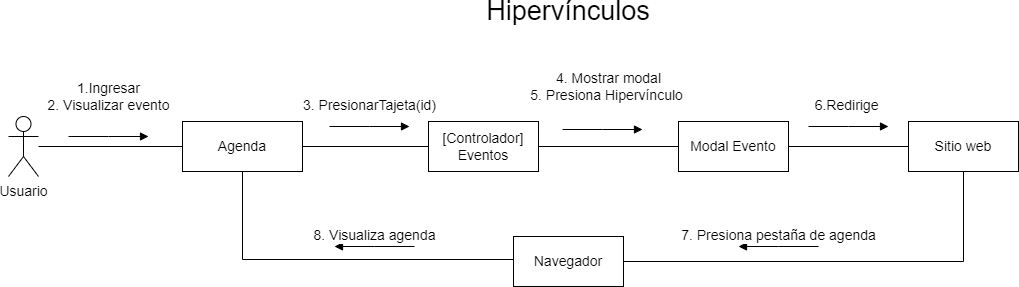 Hipervínculos
1.Ingresar
2. Visualizar evento
3. PresionarTajeta(id)
4. Mostrar modal
5. Presiona Hipervínculo
6.Redirige
Usuario
Agenda
[Controlador]
Eventos
Modal Evento
Sitio web
8. Visualiza agenda
7. Presiona pestaña de agenda
Navegador